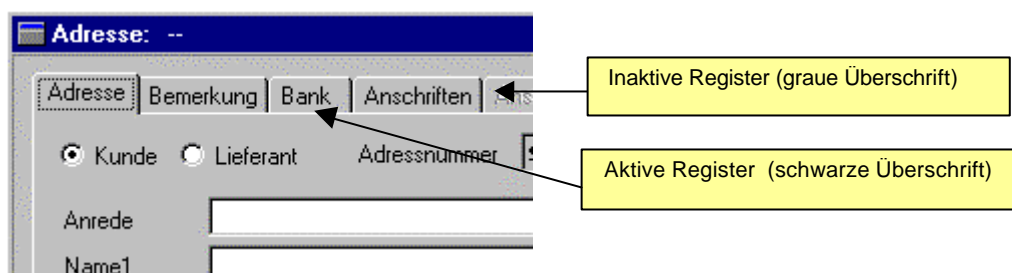 Adresse: --
Inaktive Register (graue Überschrift)
Adresse Bemerkung Bank Anschriften
Kunde Lieferant Adressnummer
Aktive Register (schwarze Überschrift)
Anrede
Name1